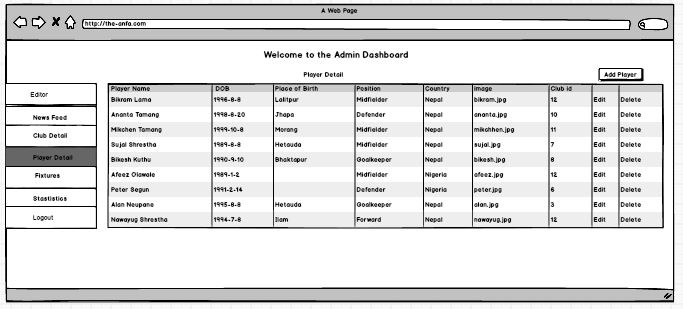 A Web Page
http://the-anfa.com
Welcome to the Admin Dashboard
Player Detail
Add Player
Editor
News Feed
Club Detail
Player Detail
Fixtures
Stastistics
Logout
Player Name DOB Place of Birth Position Country image Club id
Bikram Lama 1996-8-8 Lalitpur Midfielder Nepal bikram.jpg 12 Edit Delete
Ananta Tamang 1998-8-20 Jhapa Defender Nepal ananta.jpg 10 Edit Delete
Mikchen Tamang 1999-10-8 Morang Midfielder Nepal mikchhen.jpg 11 Edit Delete
Sujal Shrestha 1989-8-8 Hetauda Midfielder Nepal sujal.jpg 7 Edit Delete
Bikesh Kuthu 1990-9-10 Bhaktapur Goalkeeper Nepal bikesh.jpg 8 Edit Delete
Afeez Olawale 1989-1-2 Midfielder Nigeria afeez.jpg 12 Edit Delete
Peter Segun 1991-2-14 Defender Nigeria peter.jpg 6 Edit Delete
Alan Neupane 1995-8-8 Hetauda Goalkeeper Nepal alan.jpg 3 Edit Delete
Nawayug Shrestha 1994-7-8 Ilam Forward Nepal nawayug.jpg 12 Edit Delete